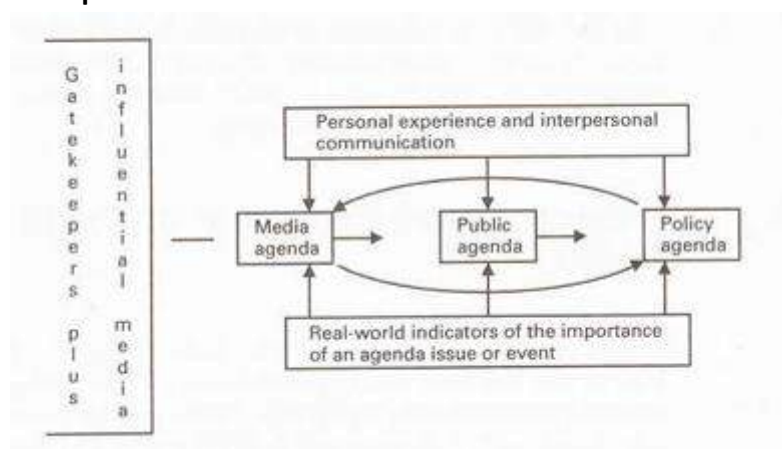 Gatekeepers plus
influential media
Personal experience and interpersonal
communication
Media
agenda
Public
agenda
Policy
agenda
Real-world indicators of the importance
of an agenda issue or event